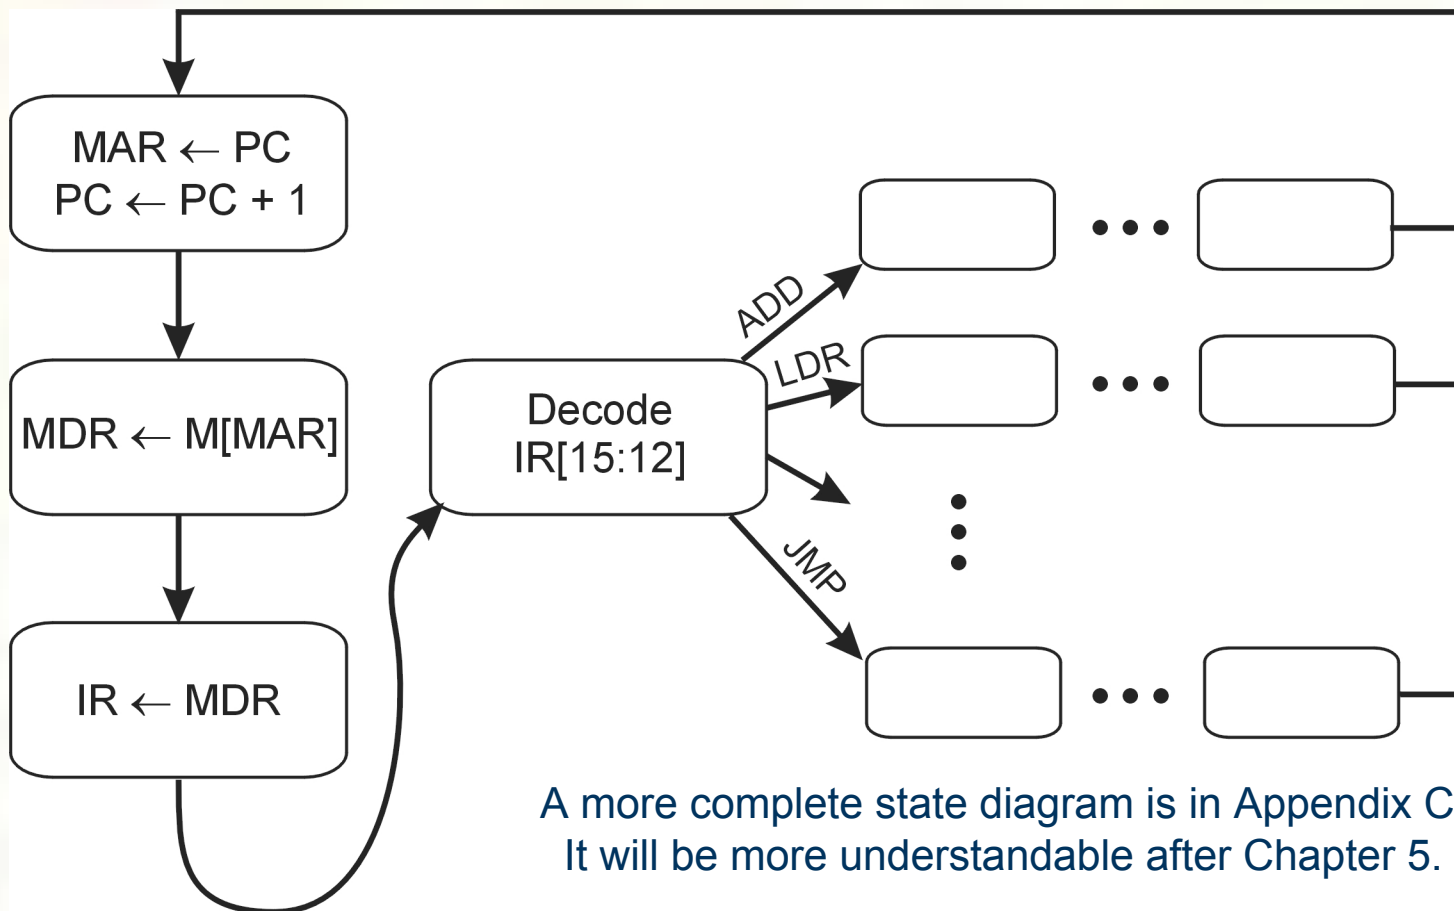 MAR ← PC
PC ← PC + 1
MDR ← M[MAR]
IR ← MDR
Decode
IR[15:12]
ADD
LDR
JMP
A more complete state diagram is in Appendix C
It will be more understandable after Chapter 5.